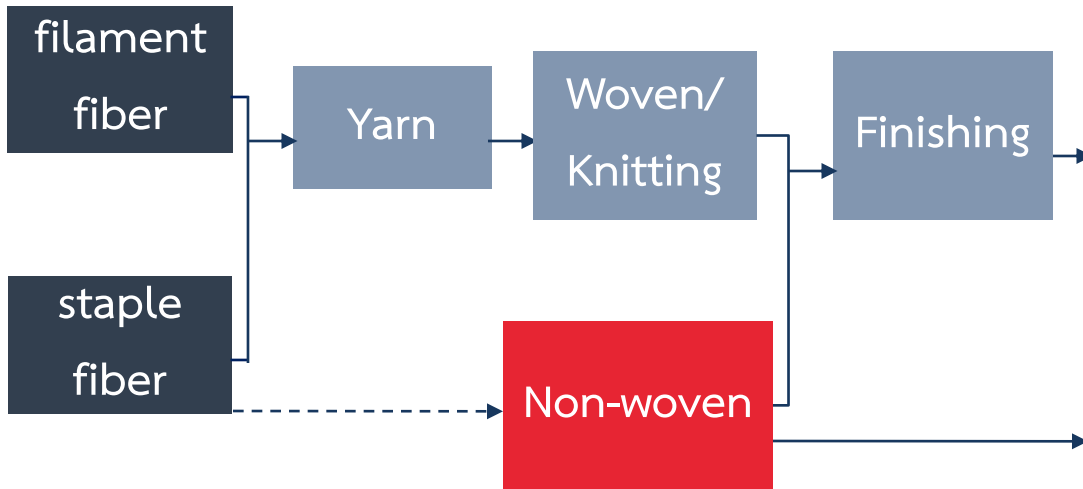 filament
fiber
Yarn
Woven/
Knitting
Finishing
staple
fiber
Non-woven